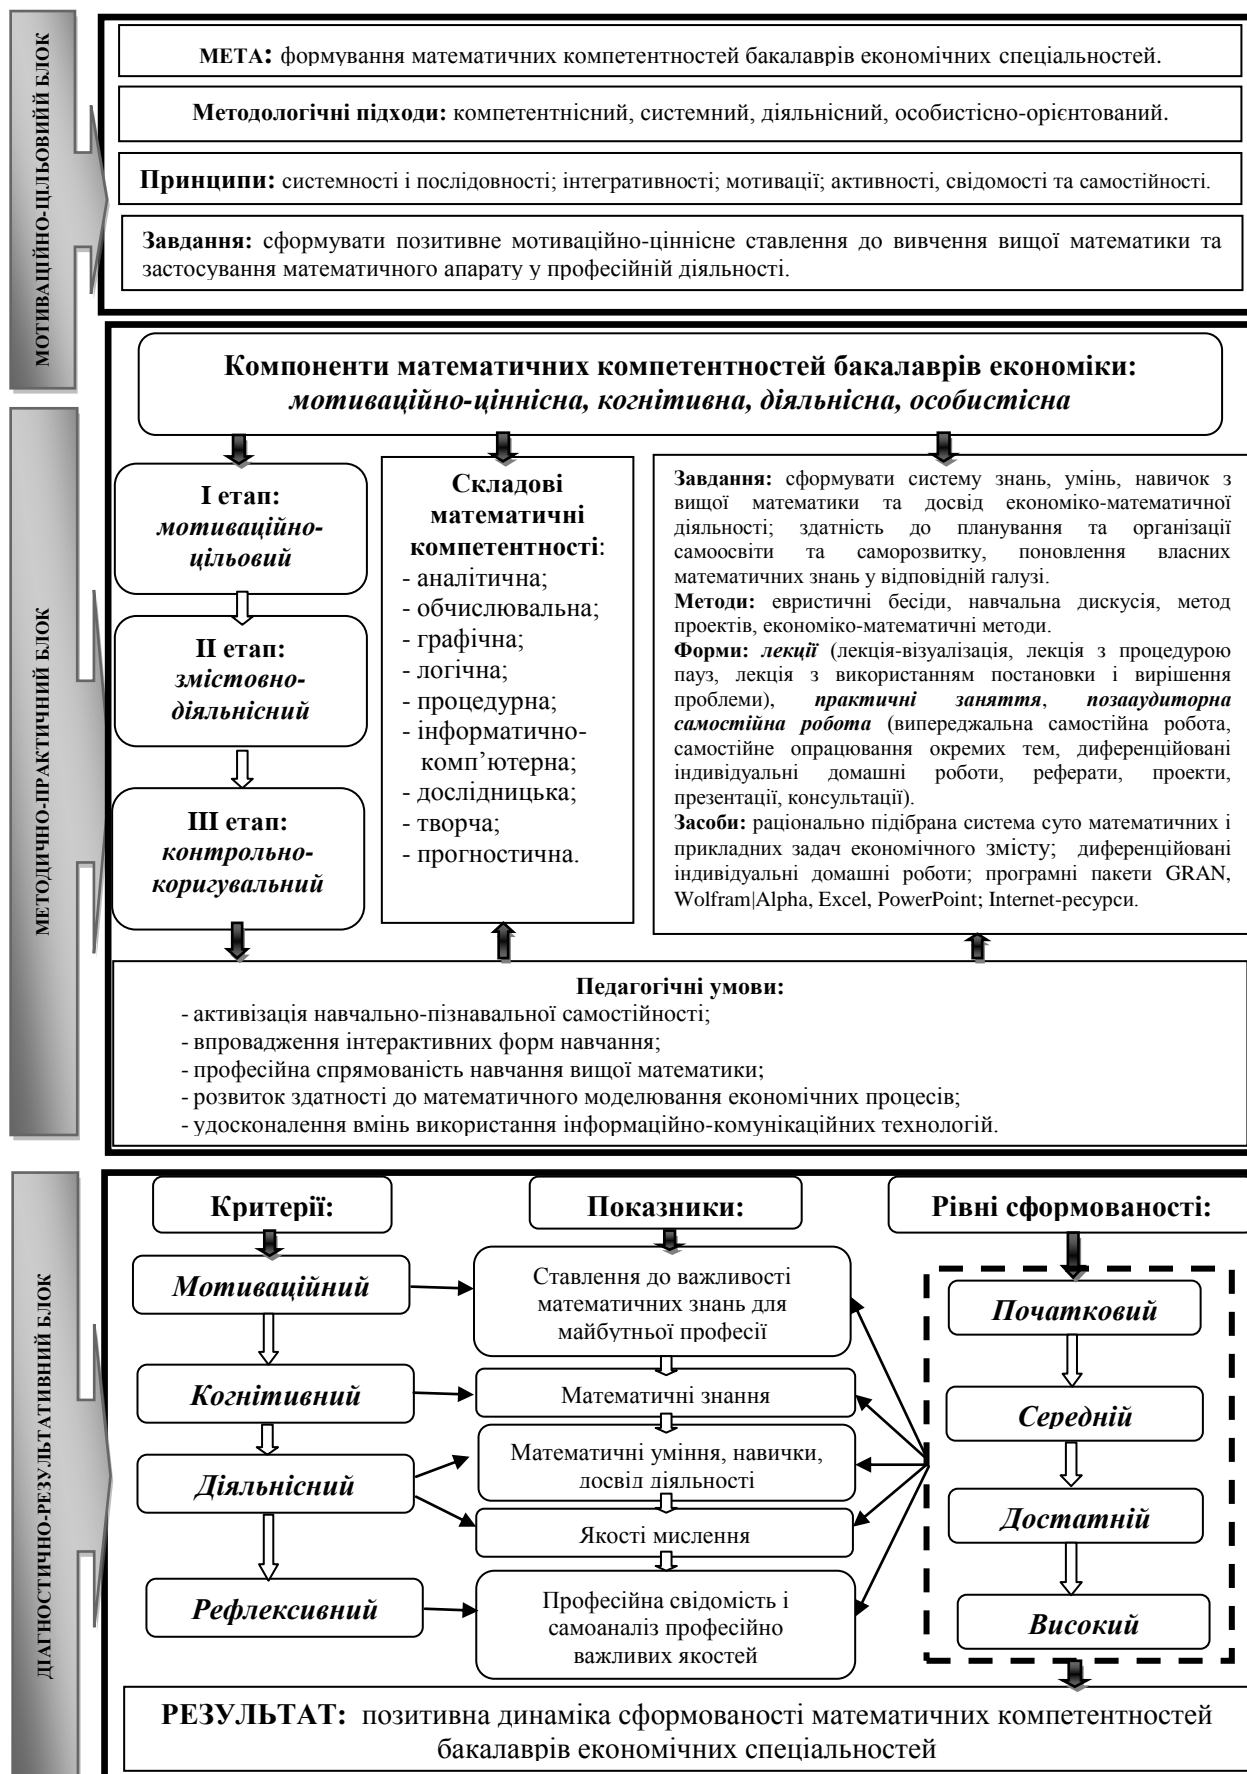 МОТИВАЦІЙНО-ЦІЛЬОВИЙ БЛОК
МЕТА: формування математичних компетентностей бакалаврів економічних спеціальностей.
Методологічні підходи: компетентнісний, системний, діяльнісний, особистісно-орієнтований.
Принципи: системності і послідовності; інтегративності; мотивації; активності, свідомості та самостійності.
Завдання: сформувати позитивне мотиваційно-ціннісне ставлення до вивчення вищої математики та
застосування математичного апарату у професійній діяльності.
МЕТОДИЧНО-ПРАКТИЧНИЙ БЛОК
Компоненти математичних компетентностей бакалаврів економіки:
мотиваційно-ціннісна, когнітивна, діяльнісна, особистісна
І етап:
мотиваційно-
цільовий
ІІ етап:
змістовно-
діяльнісний
ІІІ етап:
контрольно-
коригувальний
Складові
математичні
компетентності:
- аналітична;
- обчислювальна;
- графічна;
- логічна;
- процедурна;
- інформатично-
комп’ютерна;
- дослідницька;
- творча;
- прогностична.
Завдання: сформувати систему знань, умінь, навичок з
вищої математики та досвід економіко-математичної
діяльності; здатність до планування та організації
самоосвіти та саморозвитку, поновлення власних
математичних знань у відповідній галузі.
Методи: евристичні бесіди, навчальна дискусія, метод
проектів, економіко-математичні методи.
Форми: лекції (лекція-візуалізація, лекція з процедурою
пауз, лекція з використанням постановки і вирішення
проблеми), практичні заняття, позааудиторна
самостійна робота (випереджальна самостійна робота,
самостійне опрацювання окремих тем, диференційовані
індивідуальні домашні роботи, реферати, проекти,
презентації, консультації).
Засоби: раціонально підібрана система суто математичних і
прикладних задач економічного змісту; диференційовані
індивідуальні домашні роботи; програмні пакети GRAN,
Wolfram|Alpha, Excel, PowerPoint; Internet-ресурси.
Педагогічні умови:
- активізація навчально-пізнавальної самостійності;
- впровадження інтерактивних форм навчання;
- професійна спрямованість навчання вищої математики;
- розвиток здатності до математичного моделювання економічних процесів;
- удосконалення вмінь використання інформаційно-комунікаційних технологій.
ДІАГНОСТИЧНО-РЕЗУЛЬТАТИВНИЙ БЛОК
Критерії:
Мотиваційний
Когнітивний
Діяльнісний
Рефлексивний
Показники:
Ставлення до важливості
математичних знань для
майбутньої професії
Математичні знання
Математичні уміння, навички,
досвід діяльності
Якості мислення
Професійна свідомість і
самоаналіз професійно
важливих якостей
Рівні сформованості:
Початковий
Середній
Достатній
Високий
РЕЗУЛЬТАТ: позитивна динаміка сформованості математичних компетентностей
бакалаврів економічних спеціальностей